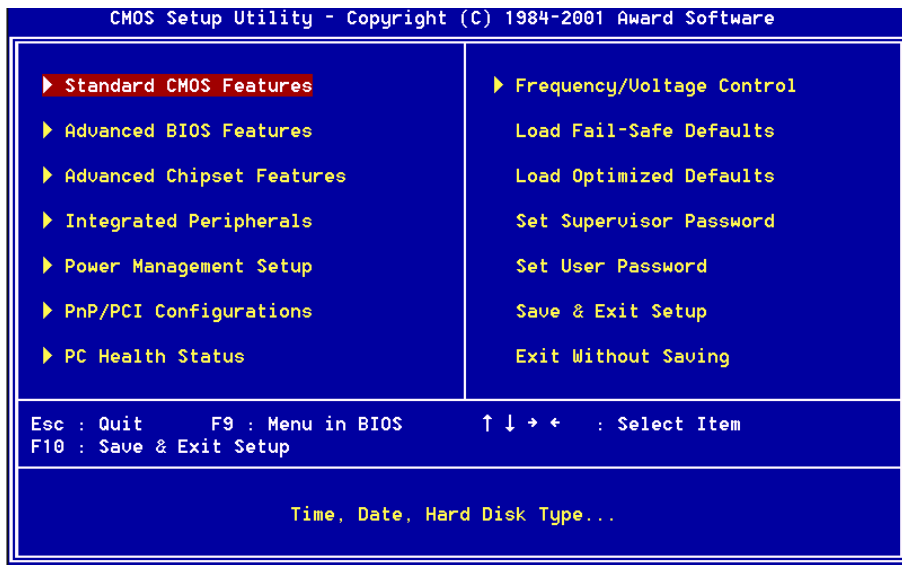 CMOS Setup Utility - Copyright (C) 1984-2001 Award Software
Standard CMOS Features
Advanced BIOS Features
Advanced Chipset Features
Integrated Peripherals
Power Management Setup
PnP/PCI Configurations
PC Health Status
Frequency/Voltage Control
Load Fail-Safe Defaults
Load Optimized Defaults
Set Supervisor Password
Set User Password
Save & Exit Setup
Exit Without Saving
Esc : Quit F9 : Menu in BIOS ↑ ↓ → ← : Select Item
F10 : Save & Exit Setup
Time, Date, Hard Disk Type...